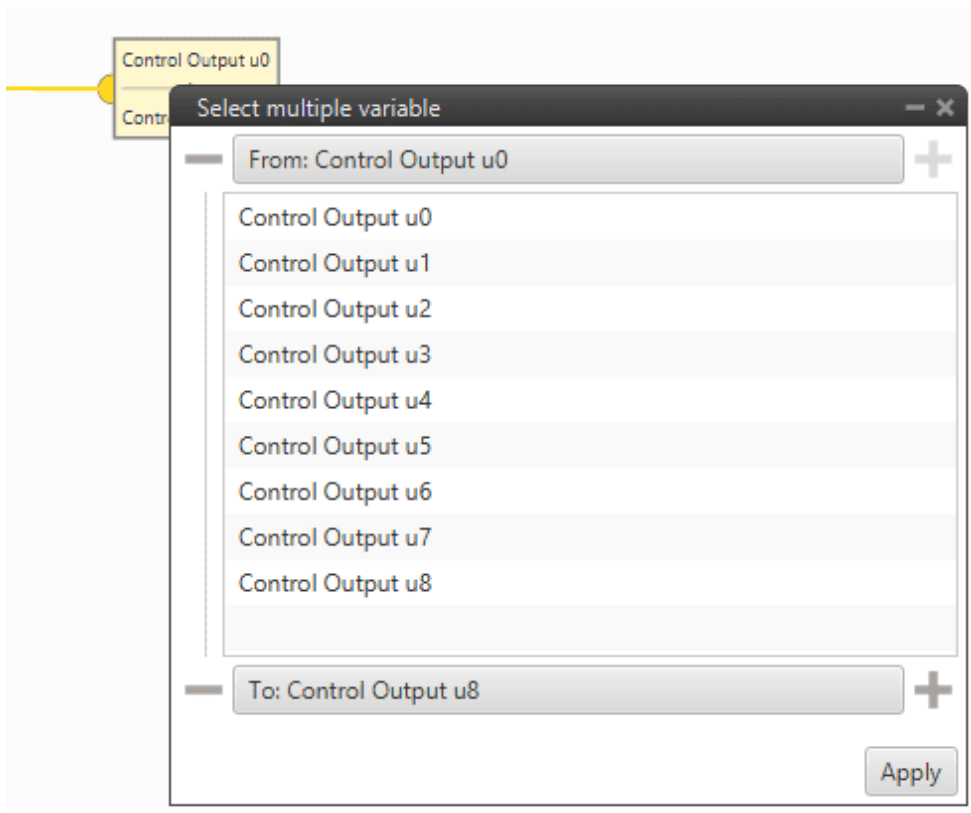 Control Output u0
Contr
Select multiple variable
From: Control Output u0
Control Output u0
Control Output u1
Control Output u2
Control Output u3
Control Output u4
Control Output u5
Control Output u6
Control Output u7
Control Output u8
To: Control Output u8
Apply